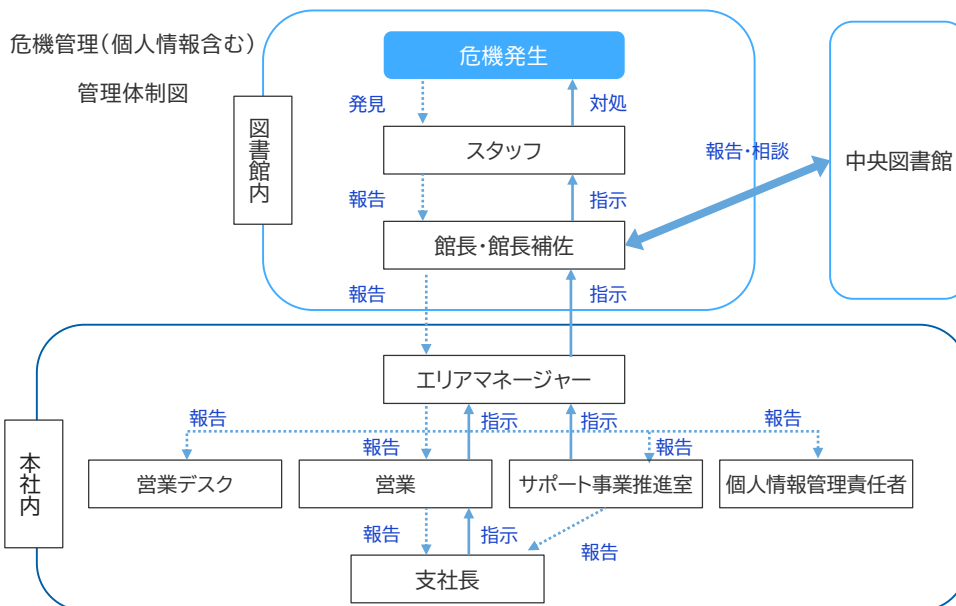 危機管理（個人情報含む）
管理体制図
危機発生
発見
対処
図書館内
スタッフ
報告・相談
中央図書館
報告
指示
館長・館長補佐
報告
指示
エリアマネージャー
報告
指示
指示
報告
報告
報告
本社内
営業デスク
営業
サポート事業推進室
個人情報管理責任者
報告
指示
報告
支社長